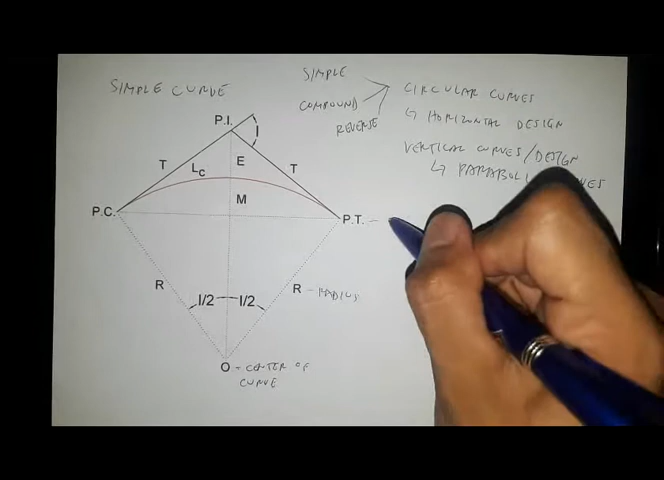 SIMPLE CURVE
SIMPLE
COMPOUND
REVERSE
CIRCULAR CURVES
↳ HORIZONTAL DESIGN
VERTICAL CURVES/DESIGN
↳
P.I.
I
T
Lc
E
T
M
P.C.
P.T. –
R
I/2
I/2
R – RADIUS
O – CENTER OF
CURVE